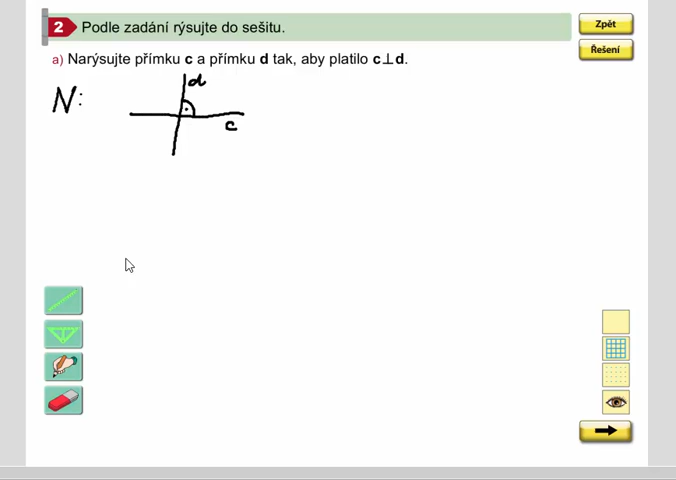 2 Podle zadání rýsujte do sešitu.
Zpět
Řešení
a) Narýsujte přímku c a přímku d tak, aby platilo c⊥d.
N:
d
c